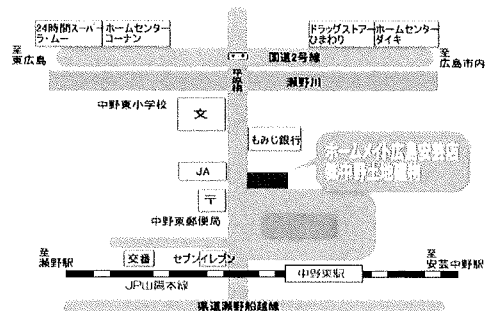 24時間スーパー
ラ・ムー
ホームセンター
コーナン
ドラッグストアー
ひまわり
ホームセンター
ダイキ
至
東広島
国道2号線
至
広島市内
平原橋
瀬野川
中野東小学校
文
もみじ銀行
ホームメイト広島安芸店
JA
〒
中野東郵便局
至
瀬野駅
交番
セブンイレブン
中野東駅
至
安芸中野駅
JR山陽本線
県道瀬野船越線